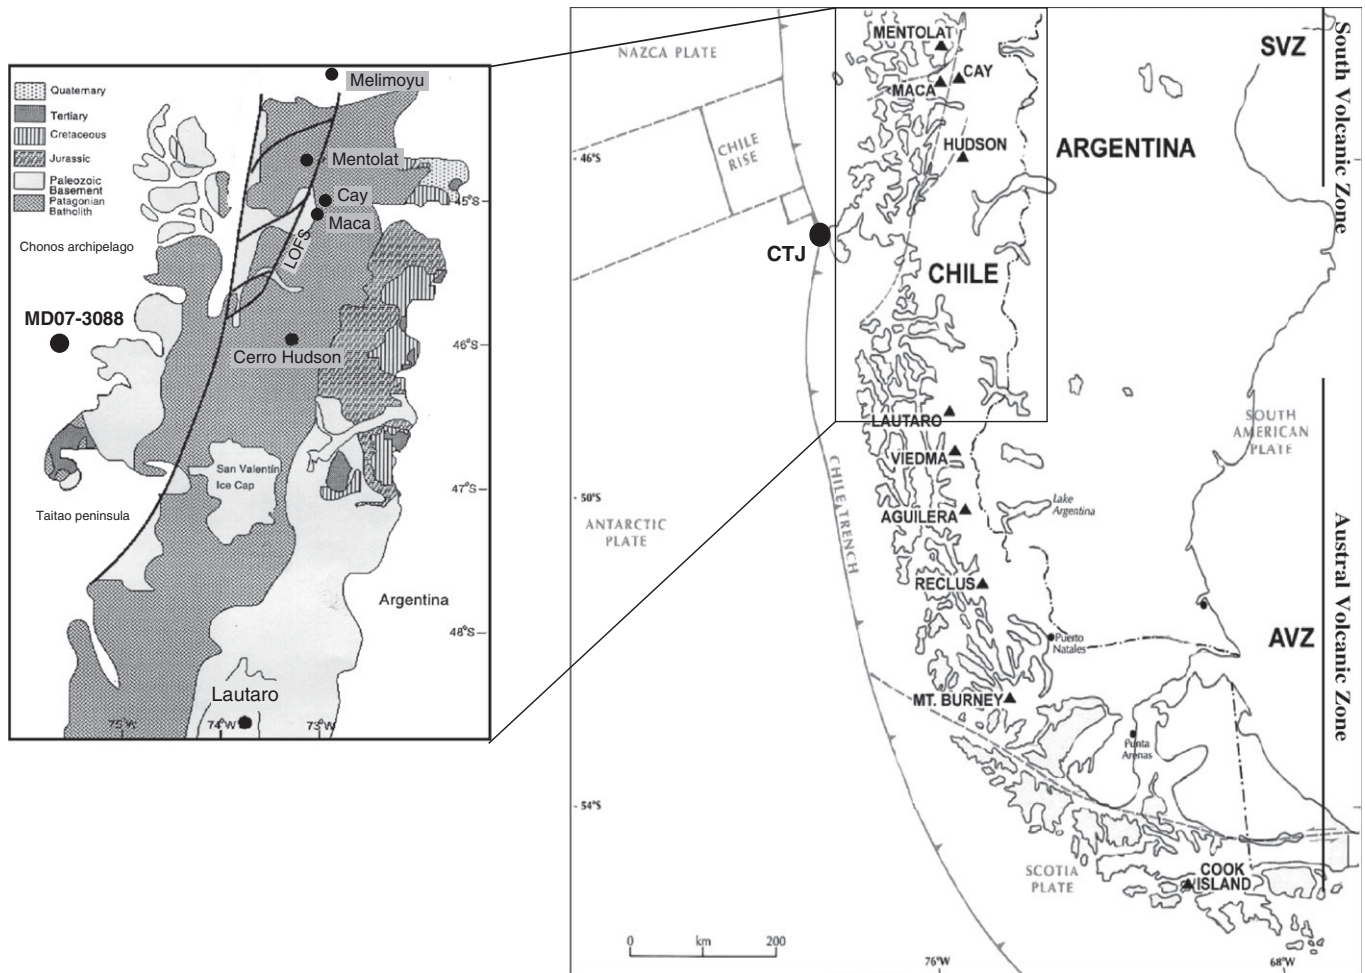 Quaternary
Tertiary
Cretaceous
Jurassic
Paleozoic
Basement
Patagonian
Batholith
Chonos archipelago
MD07-3088
Melimoyu
Mentolat
Cay
Maca
LOFS
Cerro Hudson
San Valentín
Ice Cap
Taitao peninsula
Argentina
Lautaro
45°S
46°S
47°S
48°S
75°W
74°W
73°W
NAZCA PLATE
CHILE
RISE
46°S
CTJ
MENTOLAT
CAY
MACA
HUDSON
CHILE
ARGENTINA
SVZ
South Volcanic Zone
LAUTARO
VIEDMA
AGUILERA
RECLUS
MT. BURNEY
COOK
ISLAND
CHILE TRENCH
50°S
ANTARCTIC
PLATE
SOUTH
AMERICAN
PLATE
Lake
Argentina
Puerto
Natales
Punta
Arenas
AVZ
Austral Volcanic Zone
54°S
SCOTIA
PLATE
0 km 200
76°W
68°W